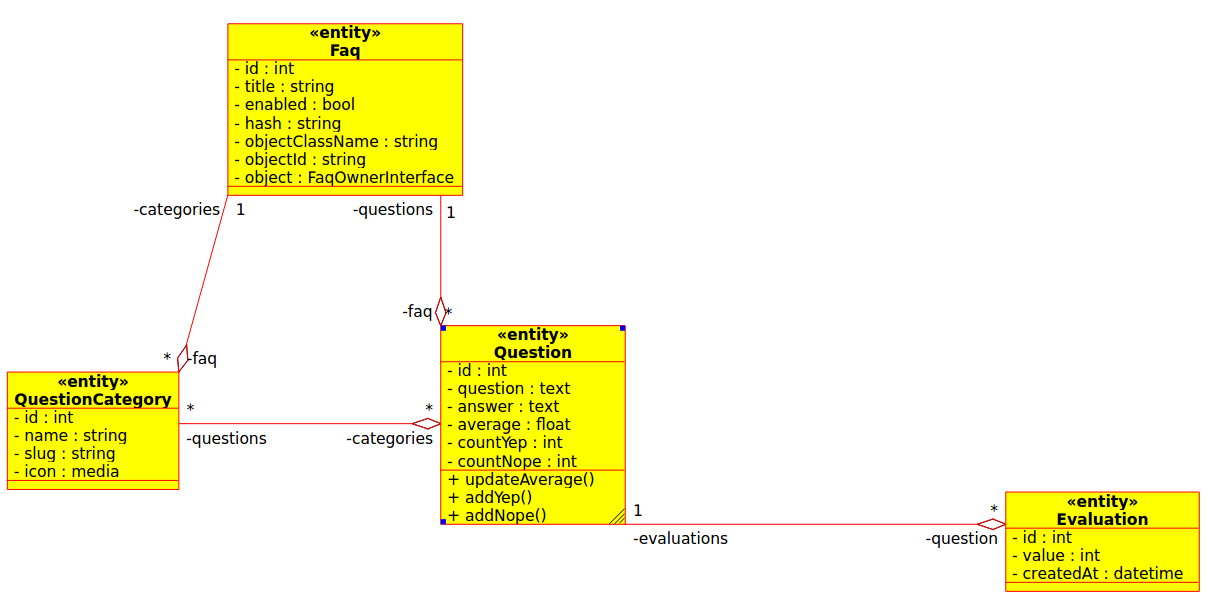 «entity»
Faq
- id : int
- title : string
- enabled : bool
- hash : string
- objectClassName : string
- objectId : string
- object : FaqOwnerInterface
-categories 1
-questions 1
-faq *
* -faq
«entity»
Question
- id : int
- question : text
- answer : text
- average : float
- countYep : int
- countNope : int
+ updateAverage()
+ addYep()
+ addNope()
«entity»
QuestionCategory
- id : int
- name : string
- slug : string
- icon : media
* *
-questions -categories
1 *
-evaluations -question
«entity»
Evaluation
- id : int
- value : int
- createdAt : datetime